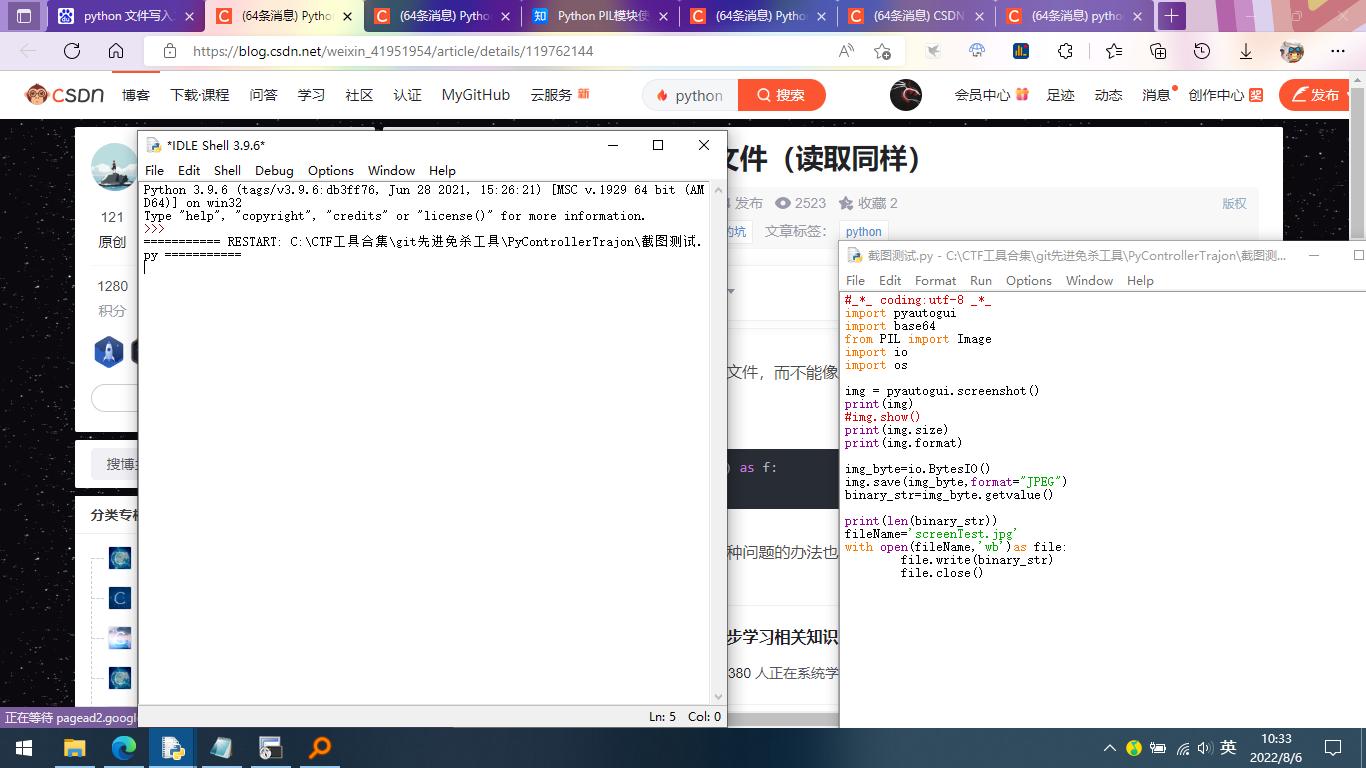 python 文件写入
(64条消息) Pytho
(64条消息) Pytho
Python PIL模块使
(64条消息) Pytho
(64条消息) CSDN
(64条消息) pytho
https://blog.csdn.net/weixin_41951954/article/details/119762144
CSDN
博客
下载·课程
问答
学习
社区
认证
MyGitHub
云服务
新
python
搜索
会员中心
足迹
动态
消息
创作中心
奖
发布
121
原创
1280
积分
搜博主
分类专栏
正在等待 pagead2.google
文件（读取同样）
发布
2523
收藏 2
版权
的坑
文章标签：
python
文件，而不能像
) as f:
种问题的办法也
步学习相关知识
380 人正在系统学
*IDLE Shell 3.9.6*
File Edit Shell Debug Options Window Help
Python 3.9.6 (tags/v3.9.6:db3ff76, Jun 28 2021, 15:26:21) [MSC v.1929 64 bit (AM
D64)] on win32
Type "help", "copyright", "credits" or "license()" for more information.
>>>
=========== RESTART: C:\CTF工具合集\git先进免杀工具\PyControllerTrajon\截图测试.
py ===========
Ln: 5 Col: 0
截图测试.py - C:\CTF工具合集\git先进免杀工具\PyControllerTrajon\截图测...
File Edit Format Run Options Window Help
#_*_ coding:utf-8 _*_
import pyautogui
import base64
from PIL import Image
import io
import os
img = pyautogui.screenshot()
print(img)
#img.show()
print(img.size)
print(img.format)
img_byte=io.BytesIO()
img.save(img_byte,format="JPEG")
binary_str=img_byte.getvalue()
print(len(binary_str))
fileName='screenTest.jpg'
with open(fileName,'wb')as file:
file.write(binary_str)
file.close()
英
10:33
2022/8/6